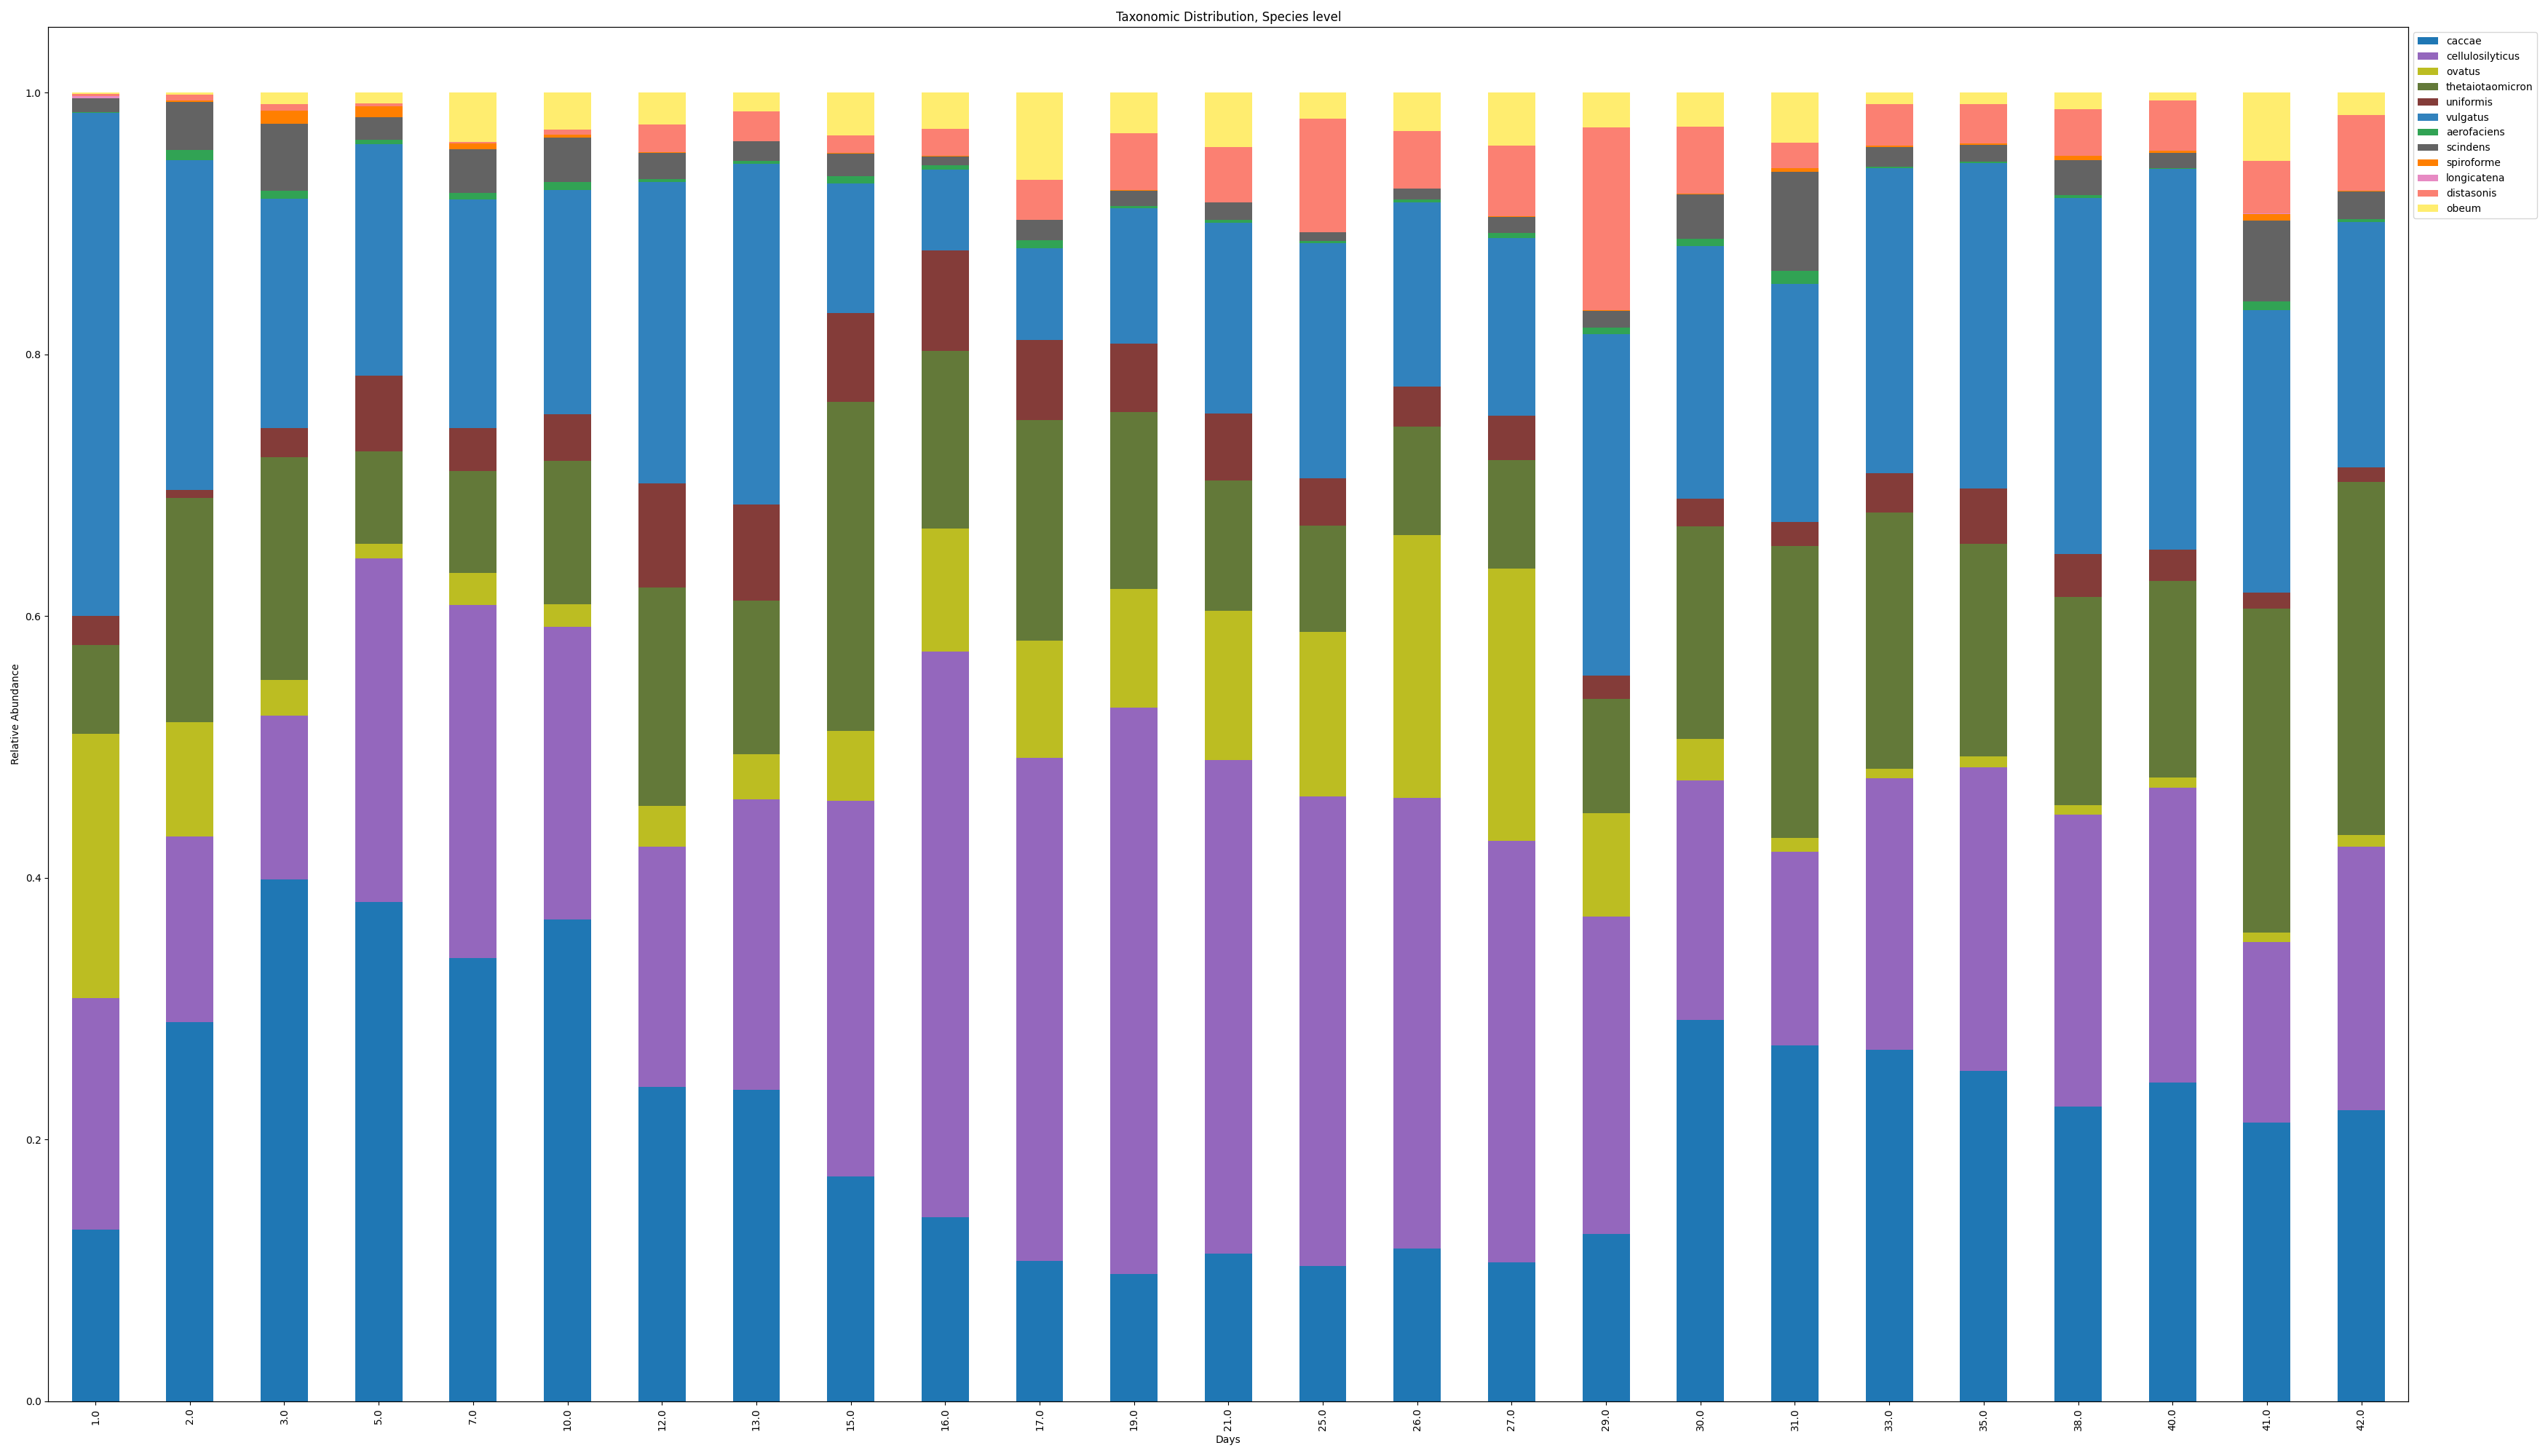 Taxonomic Distribution, Species level
caccae
cellulosilyticus
ovatus
thetaiotaomicron
uniformis
vulgatus
aerofaciens
scindens
spiroforme
longicatena
distasonis
obeum
1.0
0.8
0.6
0.4
0.2
0.0
Relative Abundance
1.0 2.0 3.0 5.0 7.0 10.0 12.0 13.0 15.0 16.0 17.0 19.0 21.0 25.0 26.0 27.0 29.0 30.0 31.0 33.0 35.0 38.0 40.0 41.0 42.0
Days